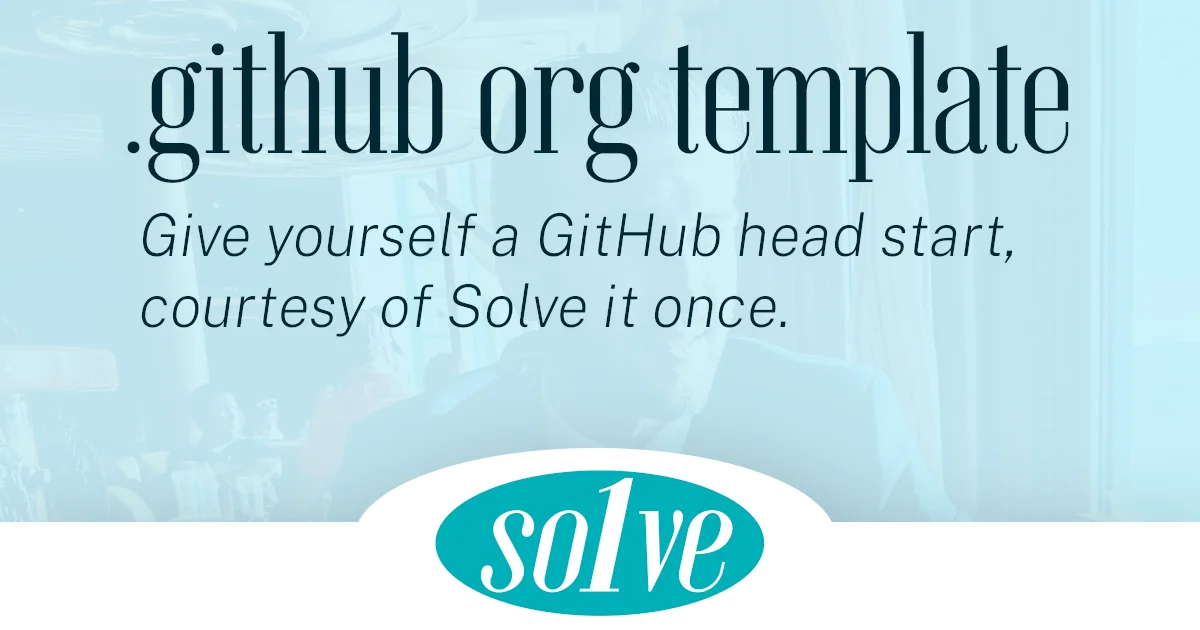 .github org template
Give yourself a GitHub head start,
courtesy of Solve it once.
so1ve